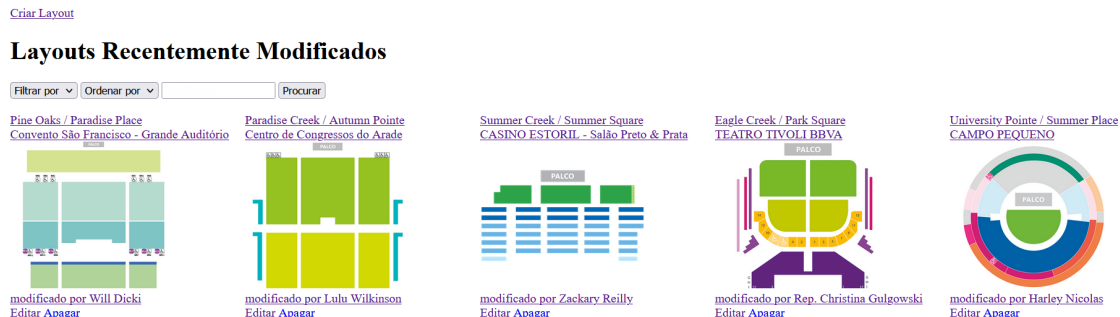 Criar Layout
Layouts Recentemente Modificados
Filtrar por Ordenar por Procurar
Pine Oaks / Paradise Place
Convento São Francisco - Grande Auditório
PALCO
modificado por Will Dicki
Editar Apagar
Paradise Creek / Autumn Pointe
Centro de Congressos do Arade
PALCO
modificado por Lulu Wilkinson
Editar Apagar
Summer Creek / Summer Square
CASINO ESTORIL - Salão Preto & Prata
PALCO
modificado por Zackary Reilly
Editar Apagar
Eagle Creek / Park Square
TEATRO TIVOLI BBVA
PALCO
modificado por Rep. Christina Gulgowski
Editar Apagar
University Pointe / Summer Place
CAMPO PEQUENO
PALCO
modificado por Harley Nicolas
Editar Apagar